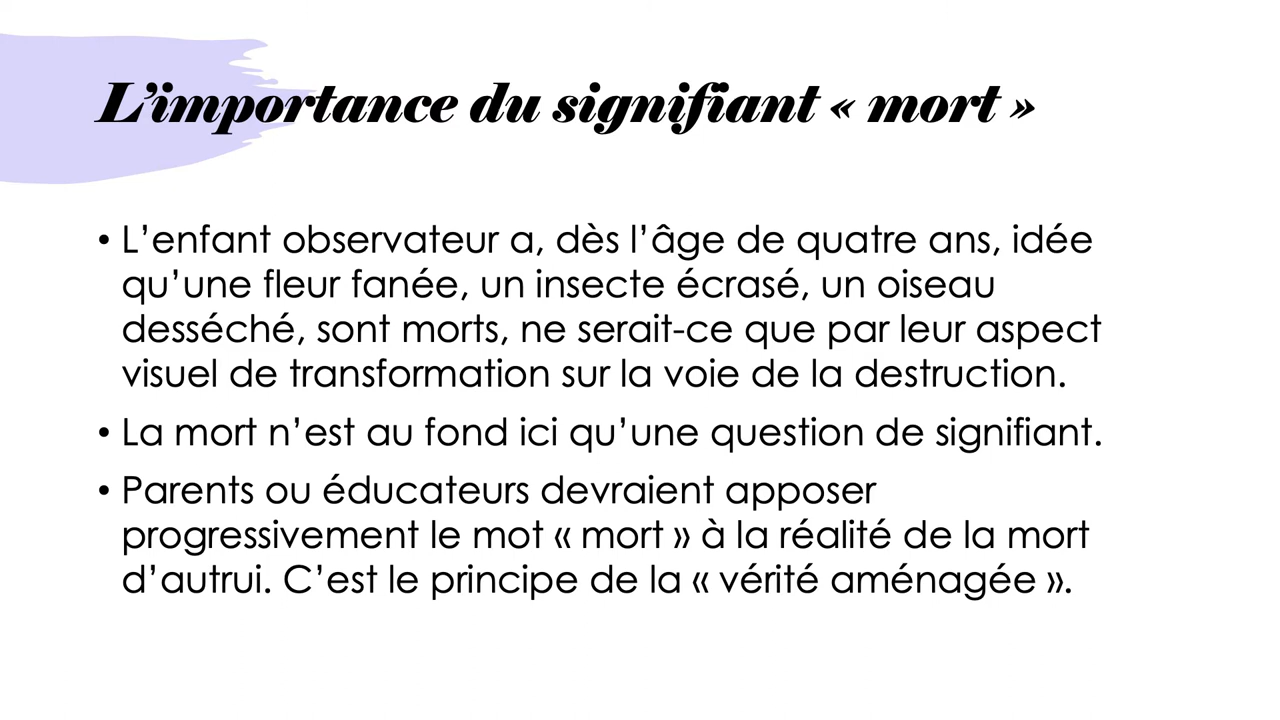 L’importance du signifiant « mort »
• L’enfant observateur a, dès l’âge de quatre ans, idée
qu’une fleur fanée, un insecte écrasé, un oiseau
desséché, sont morts, ne serait-ce que par leur aspect
visuel de transformation sur la voie de la destruction.
• La mort n’est au fond ici qu’une question de signifiant.
• Parents ou éducateurs devraient apposer
progressivement le mot « mort » à la réalité de la mort
d’autrui. C’est le principe de la « vérité aménagée ».